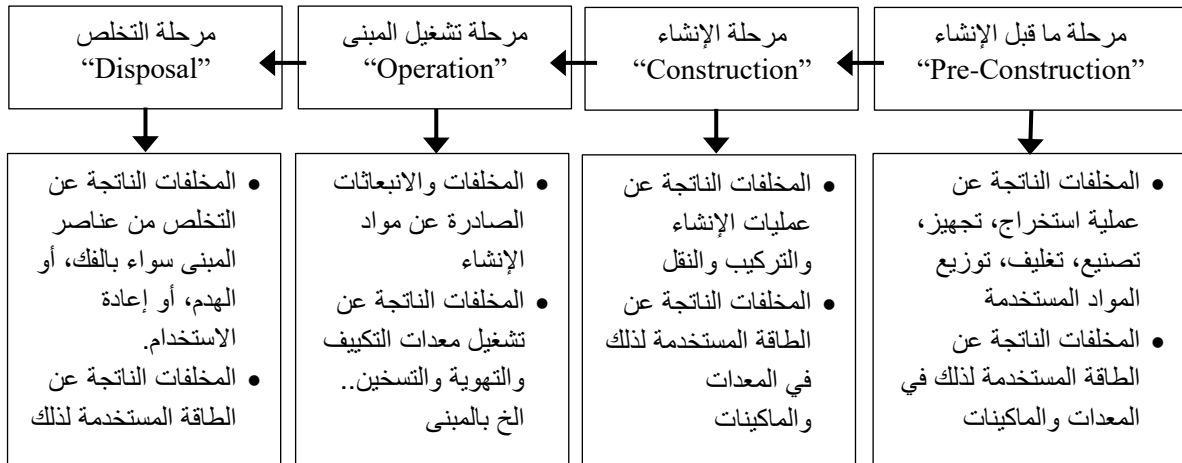 مرحلة ما قبل الإنشاء
“Pre-Construction”
مرحلة الإنشاء
“Construction”
مرحلة تشغيل المبنى
“Operation”
مرحلة التخلص
“Disposal”
• المخلفات الناتجة عن
عملية استخراج، تجهيز،
تصنيع، تغليف، توزيع
المواد المستخدمة
• المخلفات الناتجة عن
الطاقة المستخدمة لذلك في
المعدات والماكينات
• المخلفات الناتجة عن
عمليات الإنشاء
والتركيب والنقل
• المخلفات الناتجة عن
الطاقة المستخدمة لذلك
في المعدات
والماكينات
• المخلفات والانبعاثات
الصادرة عن مواد
الإنشاء
• المخلفات الناتجة عن
تشغيل معدات التكييف
والتهوية والتسخين..
الخ بالمبنى
• المخلفات الناتجة عن
التخلص من عناصر
المبنى سواء بالفك، أو
الهدم، أو إعادة
الاستخدام.
• المخلفات الناتجة عن
الطاقة المستخدمة لذلك